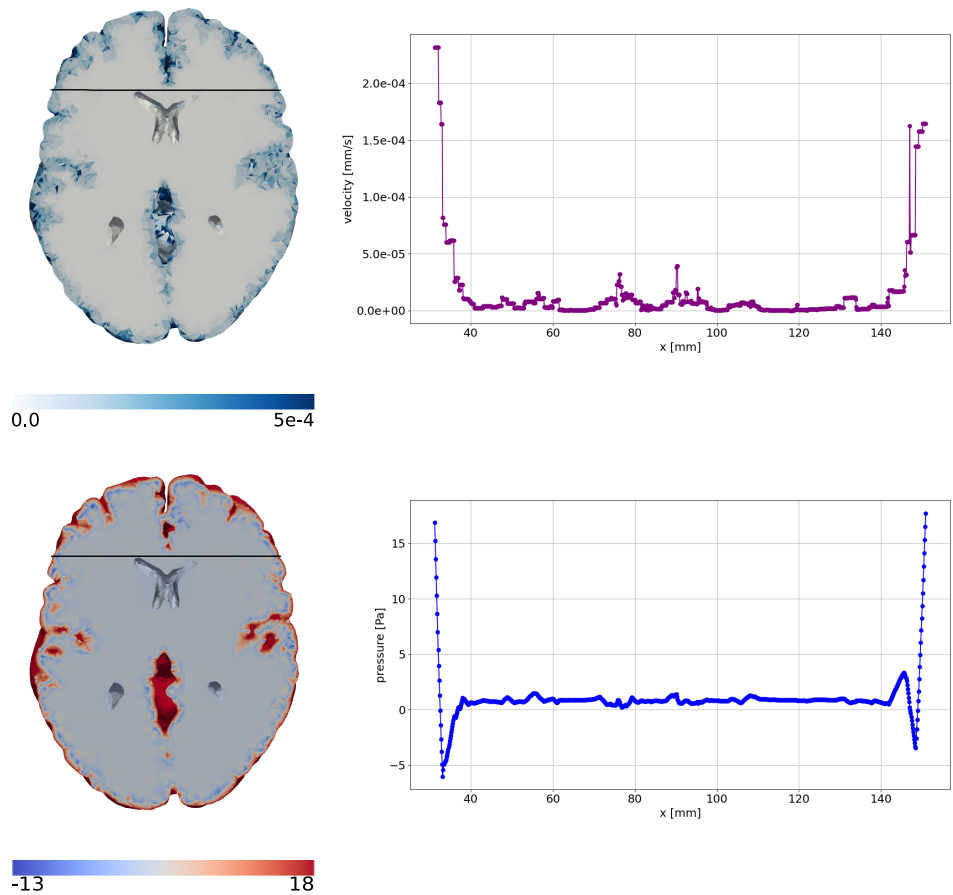 2.0e-04
1.5e-04
1.0e-04
5.0e-05
0.0e+00
velocity [mm/s]
40 60 80 100 120 140
x [mm]
0.0 5e-4
15
10
5
0
−5
pressure [Pa]
40 60 80 100 120 140
x [mm]
-13 18